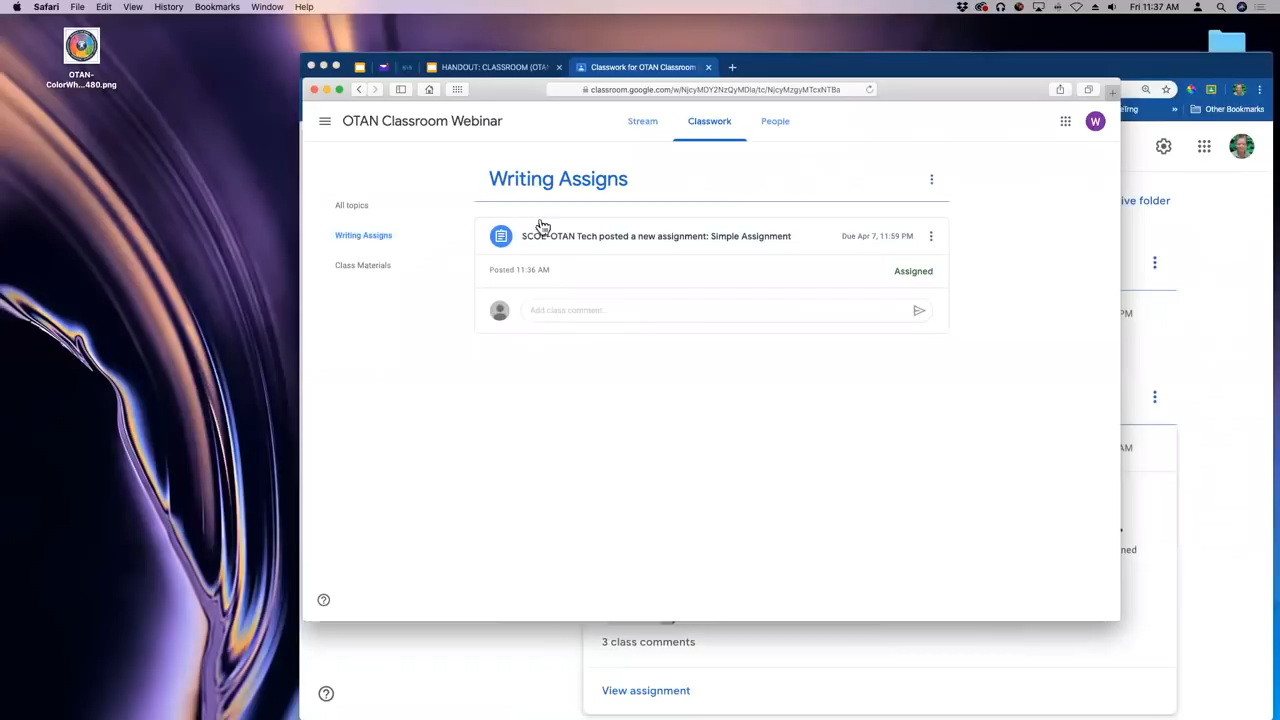 Safari File Edit View History Bookmarks Window Help
Fri 11:37 AM
OTAN-
ColorWh...480.png
HANDOUT: CLASSROOM (OTAN
Classwork for OTAN Classroom
classroom.google.com/w/NjcyMDY2NzQyMDIa/tc/NjcyMzgyMTcxNTBa
Other Bookmarks
OTAN Classroom Webinar
Stream
Classwork
People
W
Writing Assigns
All topics
Writing Assigns
Class Materials
SCOE-OTAN Tech posted a new assignment: Simple Assignment
Due Apr 7, 11:59 PM
Posted 11:36 AM
Assigned
Add class comment...
ive folder
PM
AM
ned
3 class comments
View assignment